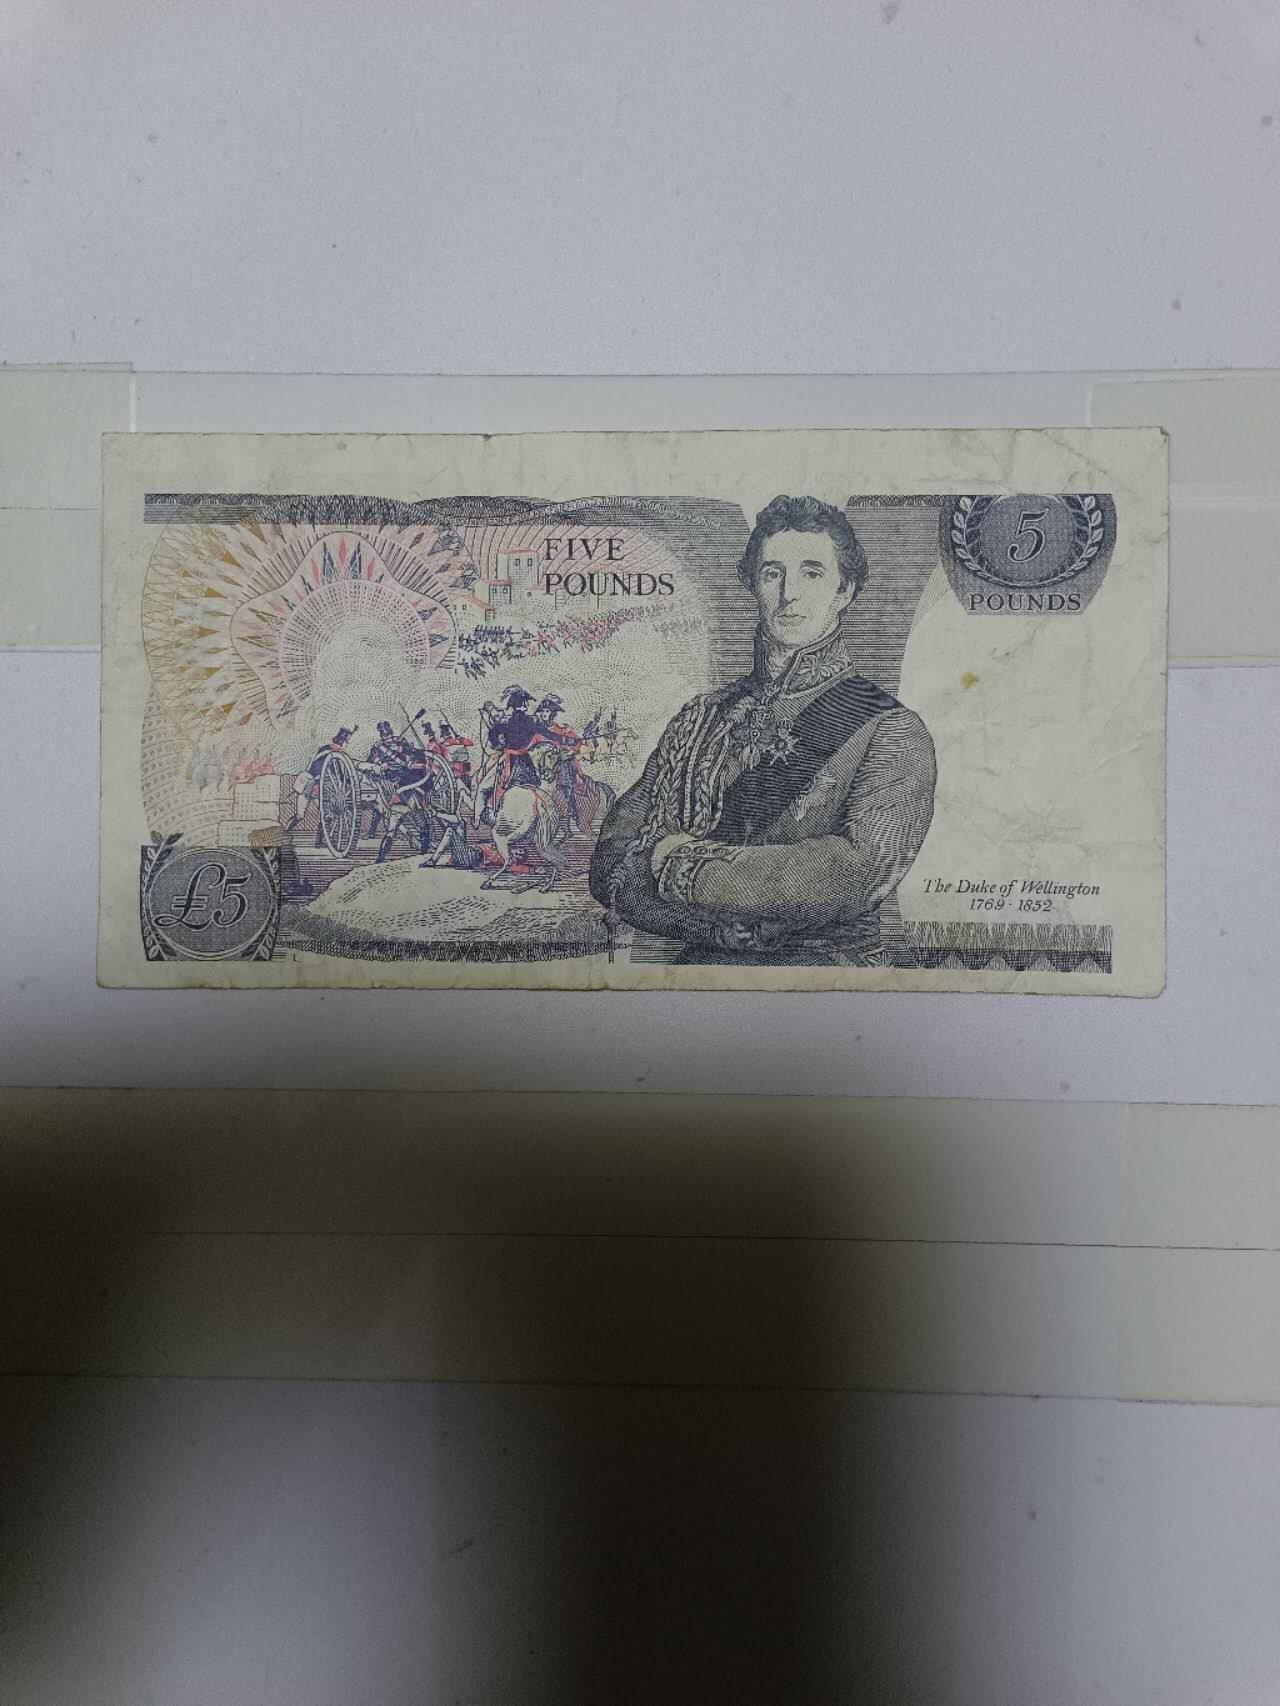 FIVE
POUNDS
5
POUNDS
£5
The Duke of Wellington
1769 - 1852
L